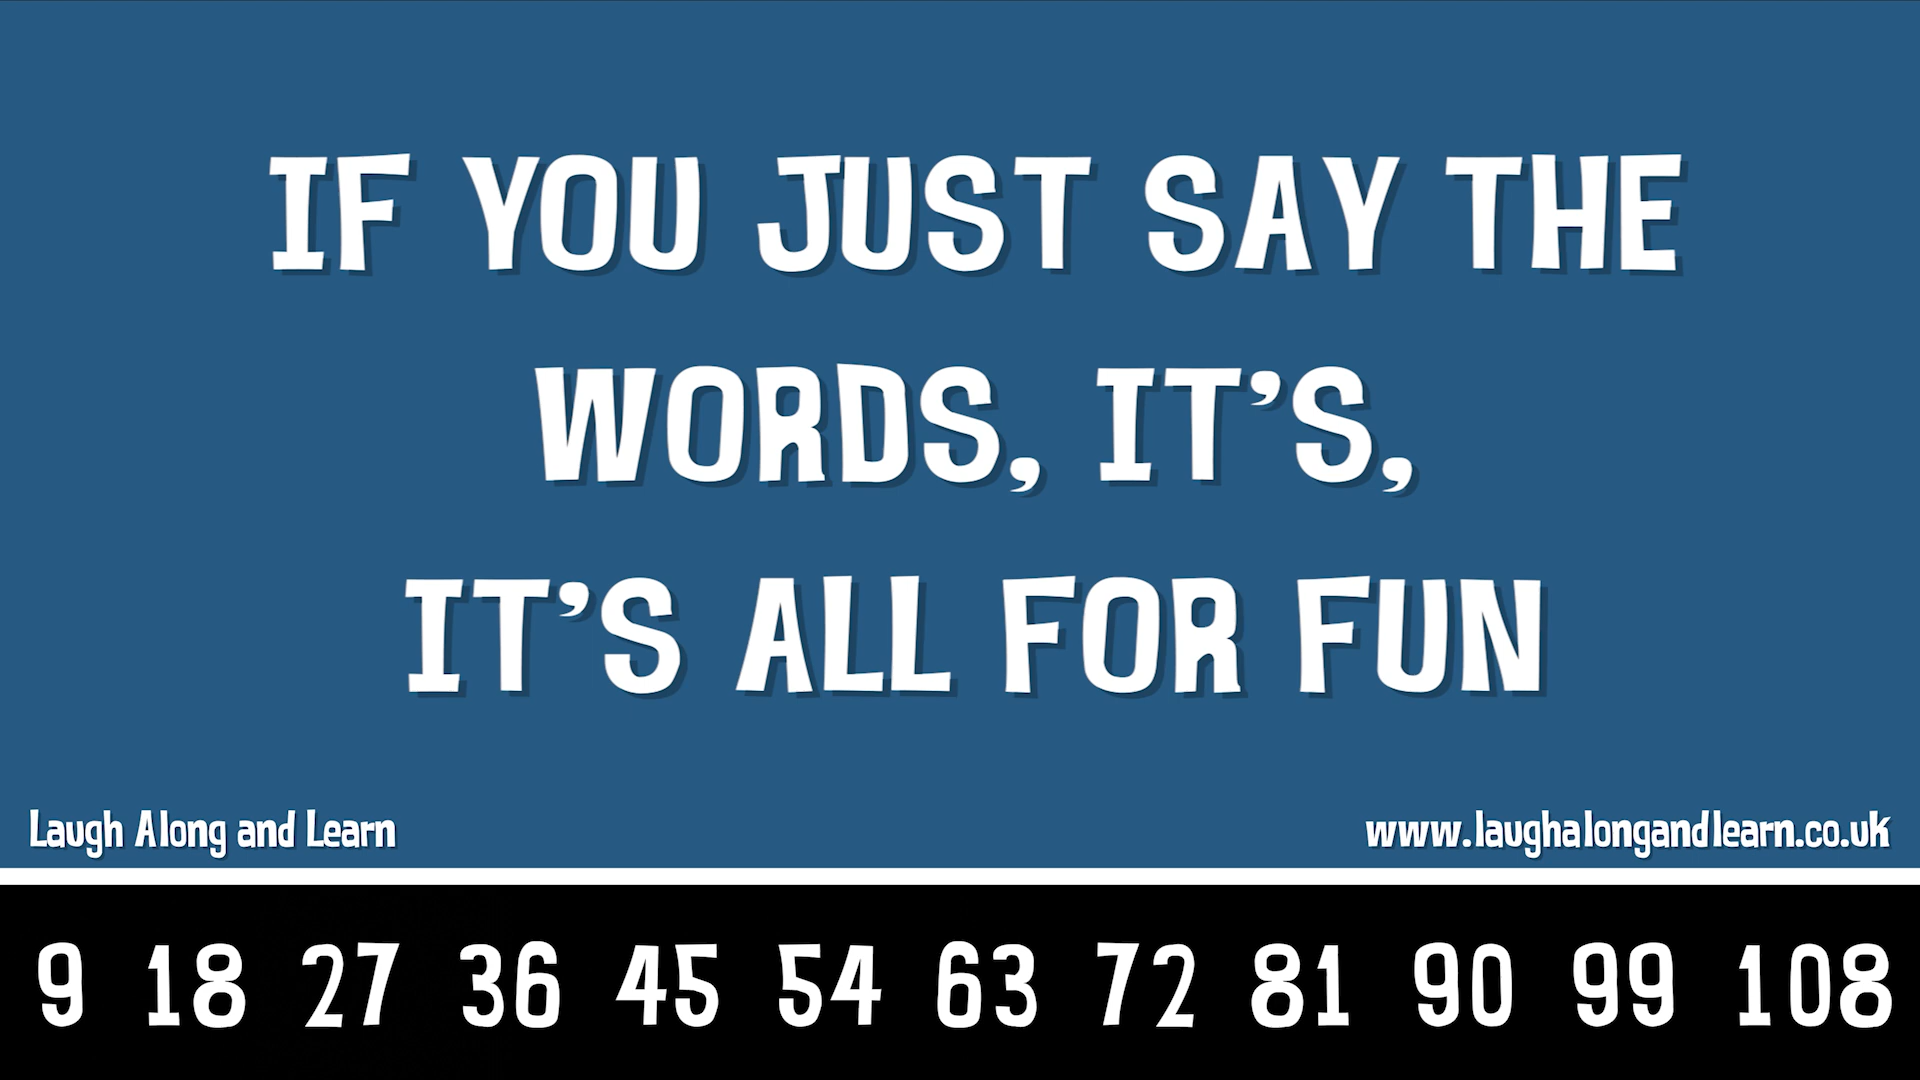 IF YOU JUST SAY THE
WORDS, IT'S,
IT'S ALL FOR FUN
Laugh Along and Learn
www.laughalongandlearn.co.uk
9 18 27 36 45 54 63 72 81 90 99 108